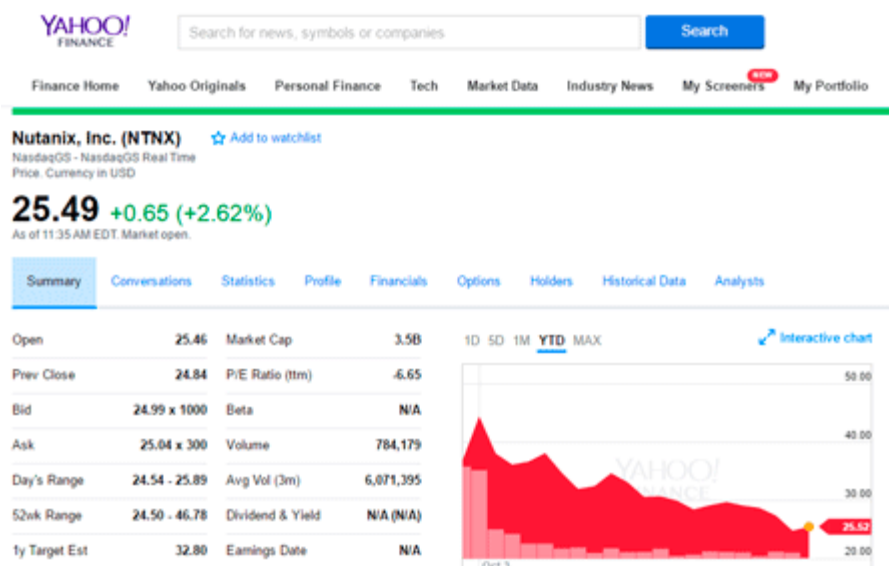 YAHOO!
FINANCE
Search for news, symbols or companies
Search
Finance Home Yahoo Originals Personal Finance Tech Market Data Industry News My Screeners NEW My Portfolio
Nutanix, Inc. (NTNX) Add to watchlist
NasdaqGS - NasdaqGS Real Time
Price. Currency in USD
25.49 +0.65 (+2.62%)
As of 11:35 AM EDT. Market open.
Summary Conversations Statistics Profile Financials Options Holders Historical Data Analysts
Open 25.46 Market Cap 3.5B
Prev Close 24.84 P/E Ratio (ttm) -6.65
Bid 24.99 x 1000 Beta N/A
Ask 25.04 x 300 Volume 784,179
Day's Range 24.54 - 25.89 Avg Vol (3m) 6,071,395
52wk Range 24.50 - 46.78 Dividend & Yield N/A (N/A)
1y Target Est 32.80 Earnings Date N/A
1D 5D 1M YTD MAX Interactive chart
50.00
40.00
YAHOO!
FINANCE
30.00
25.52
20.00
Oct 3